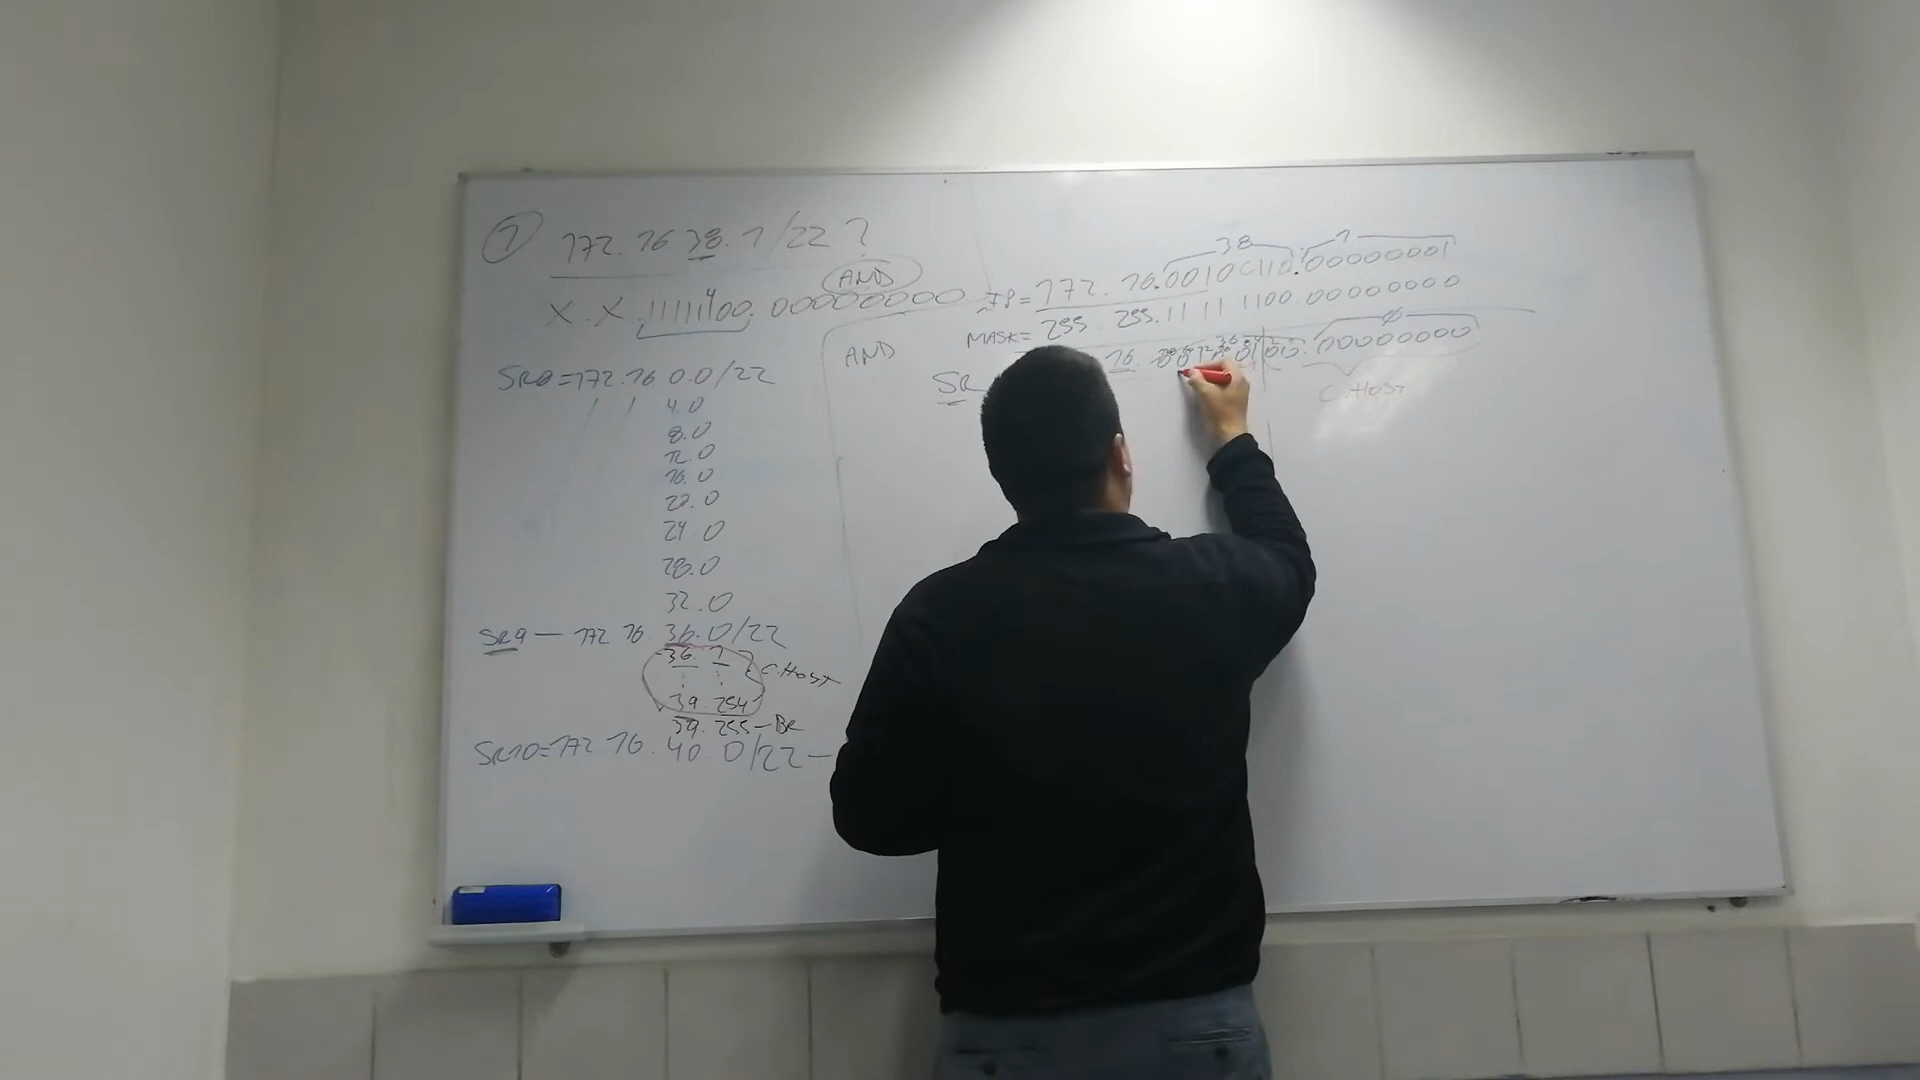 1 172.16 38.1/22?
X.X.11111100.00000000
AND
SR0=172.16 0.0/22
4.0
8.0
12.0
16.0
20.0
24 0
28.0
32.0
SR9 — 172 16. 36.0/22
36. 1
C.HOST
39. 254
39. 255 — BR
SR10=172 16. 40 0/22 —
38 1
IP=172.16.00100110.00000001
MASK=255.255.11111100.00000000
AND
16.
00. 00000000
SR
C.HOST